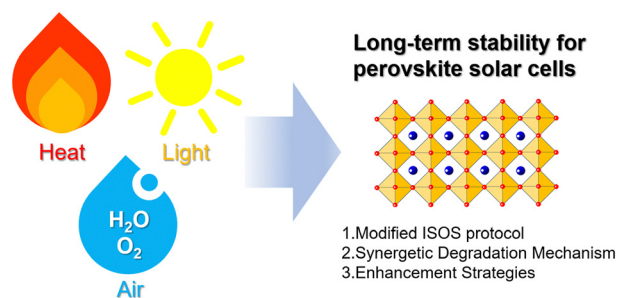 Heat
Light
H₂O
O₂
Air
Long-term stability for
perovskite solar cells
1.Modified ISOS protocol
2.Synergetic Degradation Mechanism
3.Enhancement Strategies